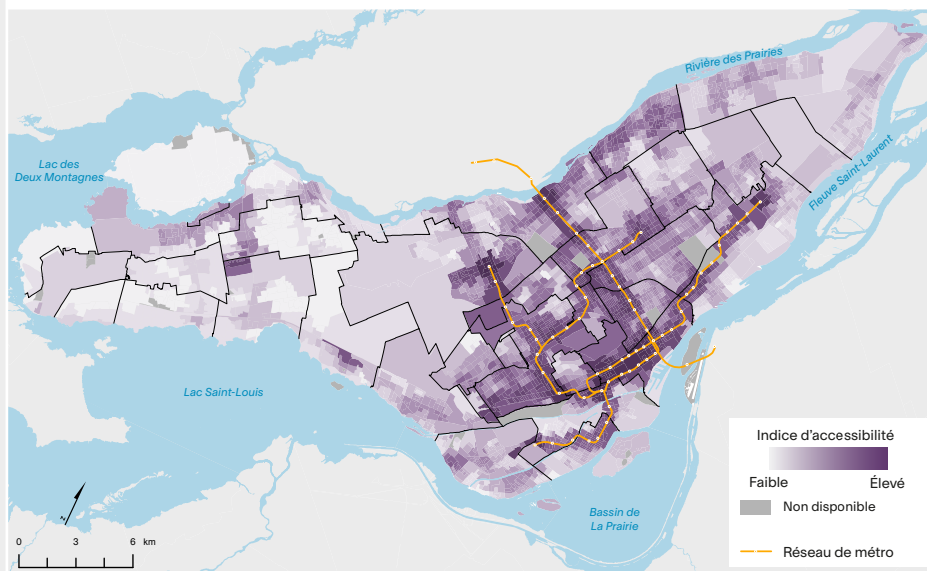 Rivière des Prairies
Lac des
Deux Montagnes
Fleuve Saint-Laurent
Lac Saint-Louis
Bassin de
La Prairie
Indice d'accessibilité
Faible
Élevé
Non disponible
Réseau de métro
N
0 3 6 km